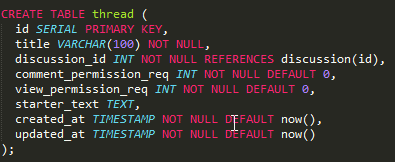 CREATE TABLE thread (
id SERIAL PRIMARY KEY,
title VARCHAR(100) NOT NULL,
discussion_id INT NOT NULL REFERENCES discussion(id),
comment_permission_req INT NOT NULL DEFAULT 0,
view_permission_req INT NOT NULL DEFAULT 0,
starter_text TEXT,
created_at TIMESTAMP NOT NULL DEFAULT now(),
updated_at TIMESTAMP NOT NULL DEFAULT now()
);